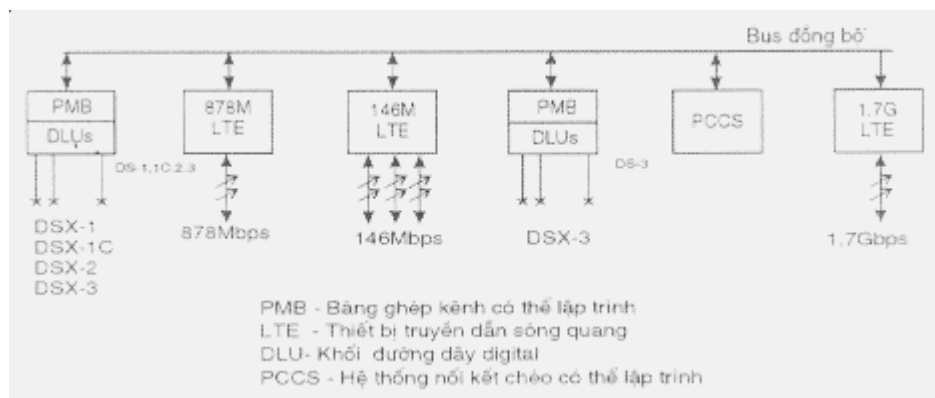 Bus đồng bộ
PMB
DLUs
878M
LTE
146M
LTE
PMB
DLUs
PCCS
1.7G
LTE
DS-1,1C,2,3
DS-3
DSX-1
DSX-1C
DSX-2
DSX-3
878Mbps
146Mbps
DSX-3
1.7Gbps
PMB - Bảng ghép kênh có thể lập trình
LTE - Thiết bị truyền dẫn sóng quang
DLU- Khối đường dây digital
PCCS - Hệ thống nối kết chéo có thể lập trình